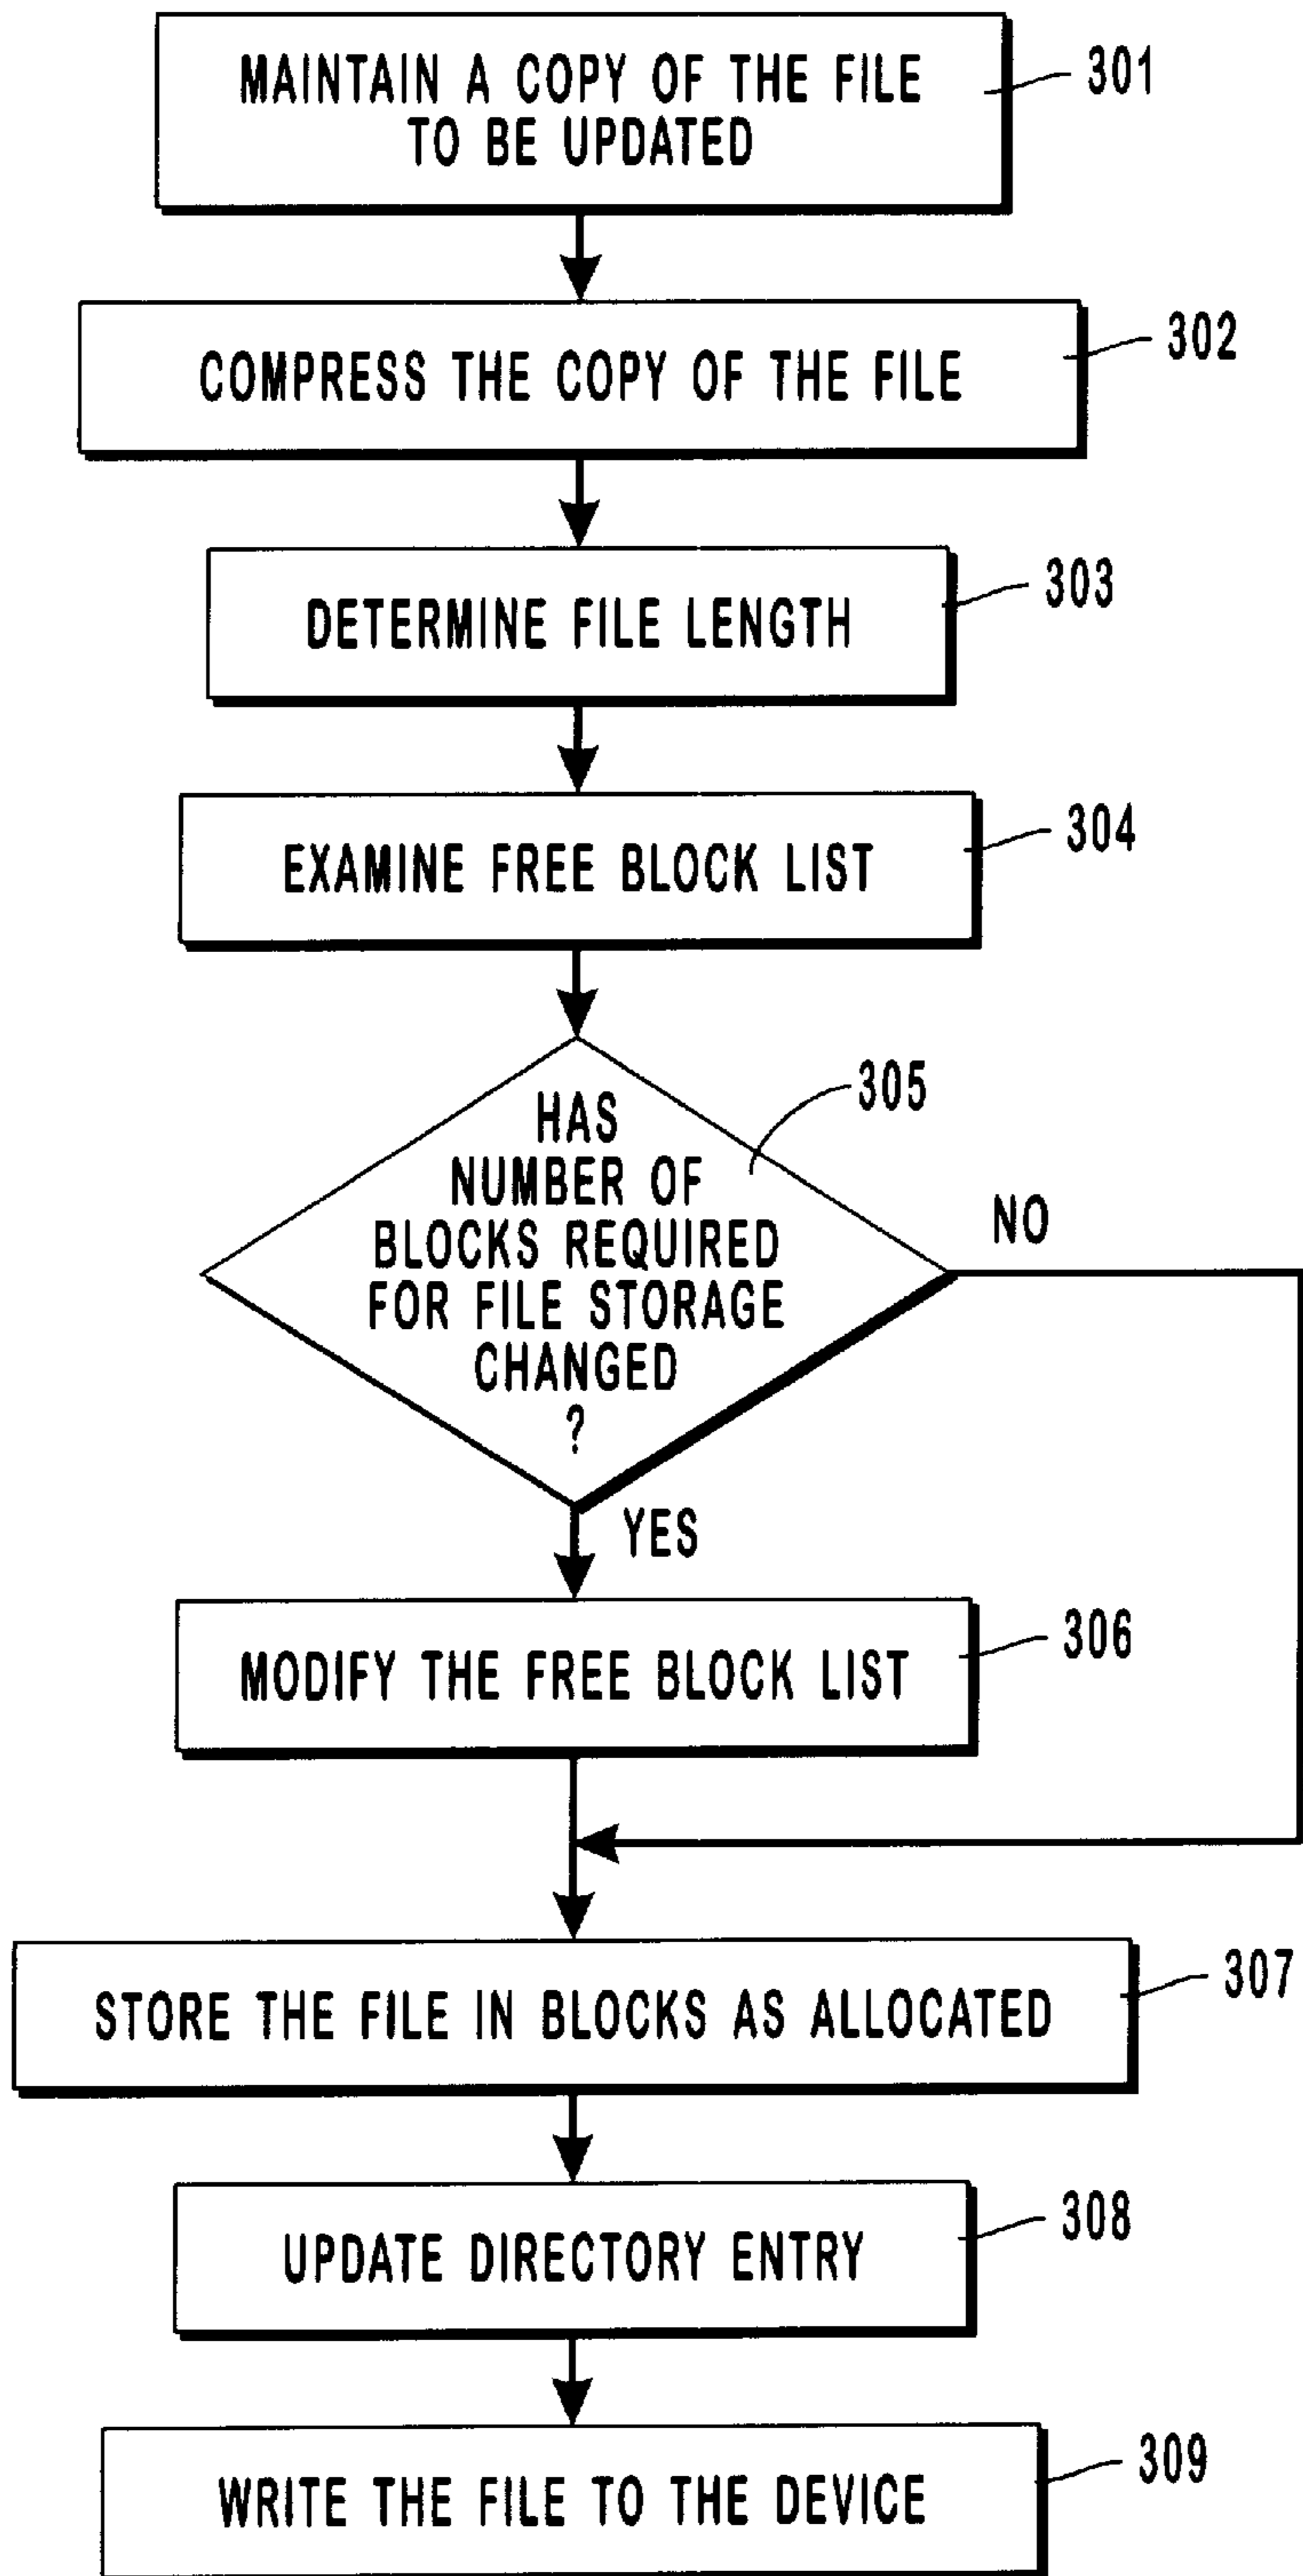 MAINTAIN A COPY OF THE FILE
TO BE UPDATED
301
COMPRESS THE COPY OF THE FILE
302
DETERMINE FILE LENGTH
303
EXAMINE FREE BLOCK LIST
304
HAS
NUMBER OF
BLOCKS REQUIRED
FOR FILE STORAGE
CHANGED
?
305
NO
YES
MODIFY THE FREE BLOCK LIST
306
STORE THE FILE IN BLOCKS AS ALLOCATED
307
UPDATE DIRECTORY ENTRY
308
WRITE THE FILE TO THE DEVICE
309